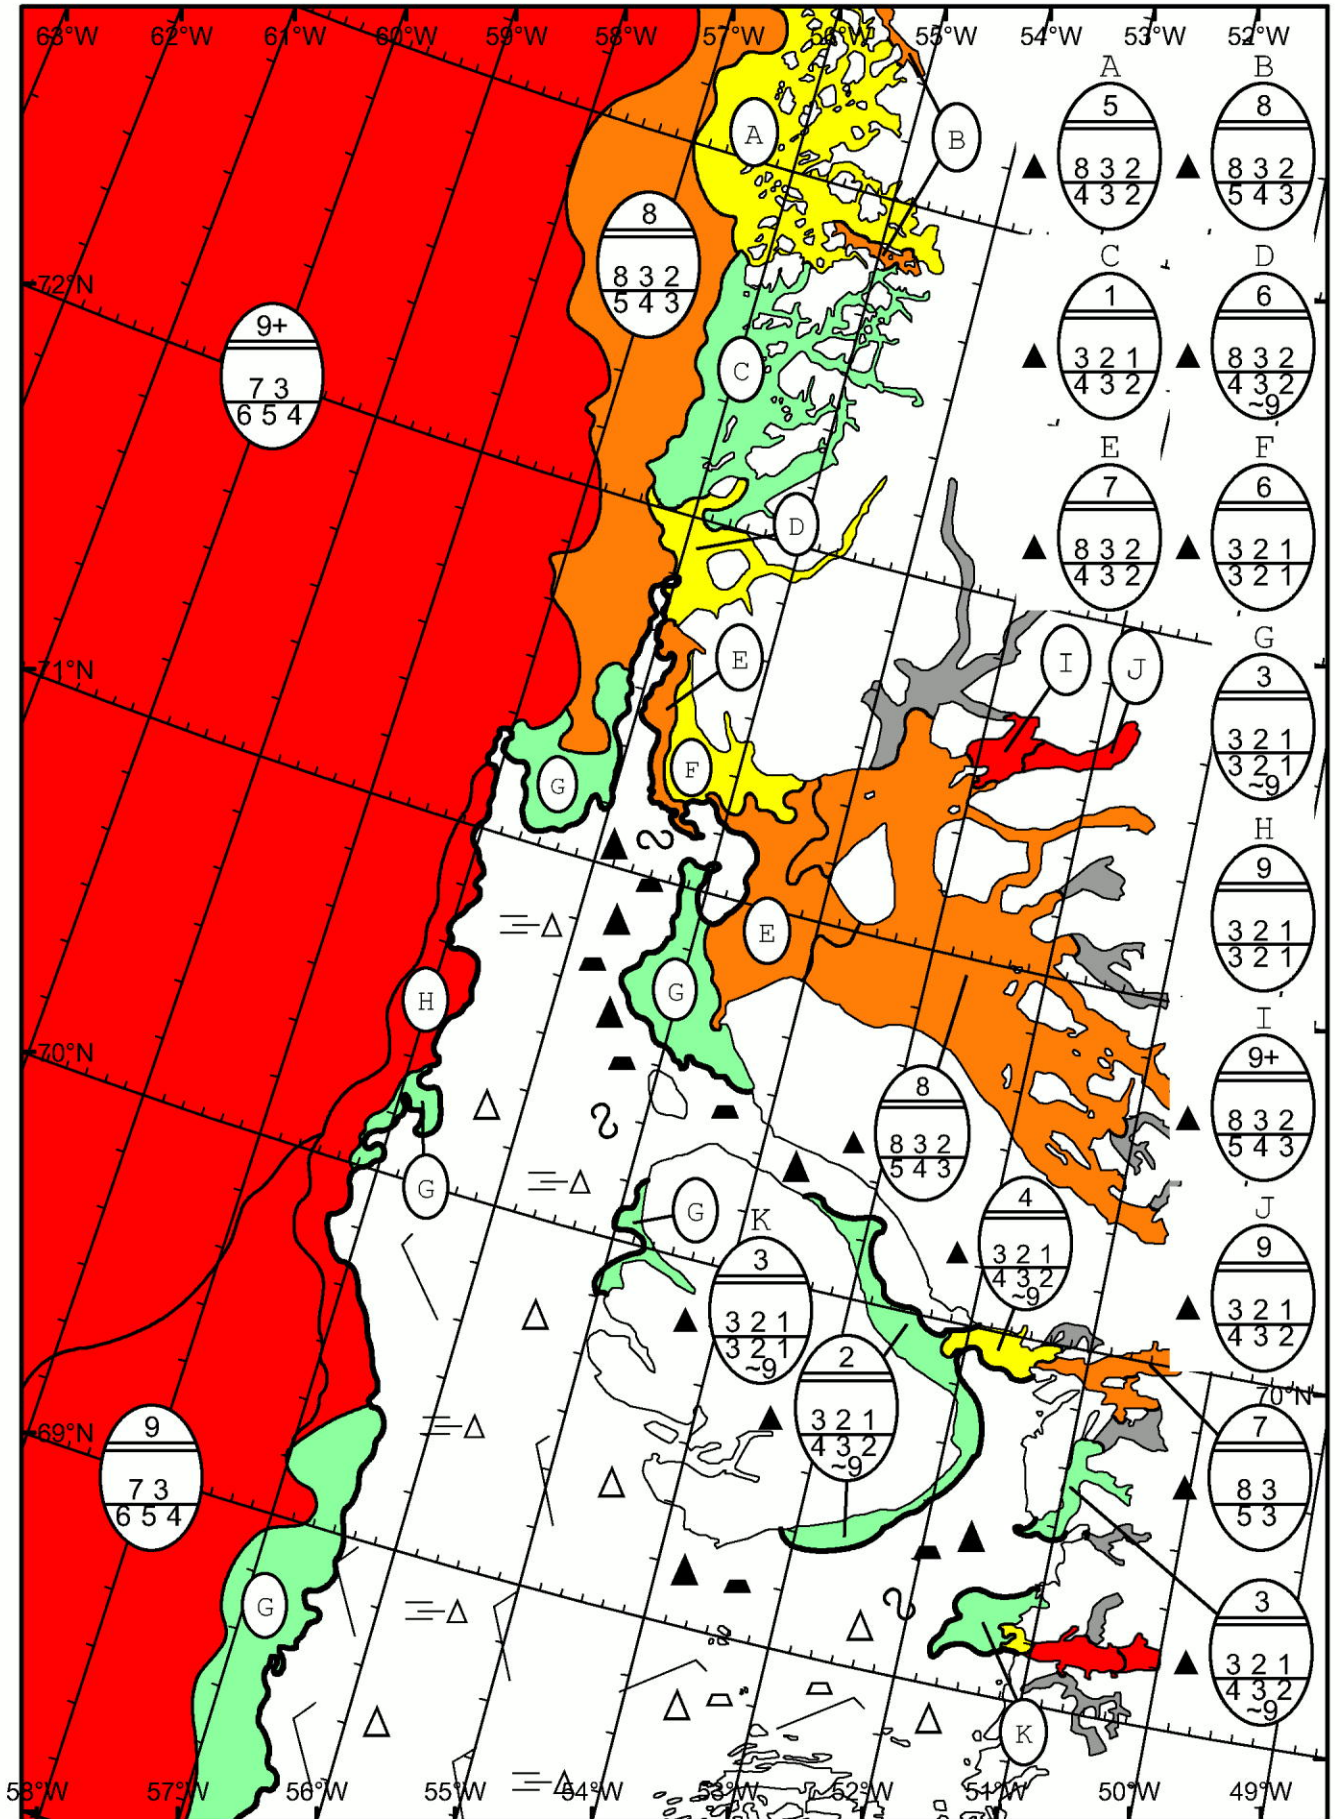 63°W 62°W 61°W 60°W 59°W 58°W 57°W 56°W 55°W 54°W 53°W 52°W
A B
5 8
8 3 2 8 3 2
4 3 2 5 4 3
A B
8
8 3 2
5 4 3
C D
1 6
3 2 1 8 3 2
4 3 2 4 3 2
~9
72°N
9+
7 3
6 5 4
C
E F
7 6
8 3 2 3 2 1
4 3 2 3 2 1
D
G
3
3 2 1
3 2 1
~9
E I J
71°N
F
G
H
9
3 2 1
3 2 1
E
G
H
I
9+
8 3 2
5 4 3
70°N
8
8 3 2
5 4 3
G
G K
3
3 2 1
3 2 1
~9
4
3 2 1
4 3 2
~9
J
9
3 2 1
4 3 2
2
3 2 1
4 3 2
~9
70°N
69°N
9
7 3
6 5 4
7
8 3
5 3
G
3
3 2 1
4 3 2
~9
K
58°W 57°W 56°W 55°W 54°W 53°W 52°W 51°W 50°W 49°W